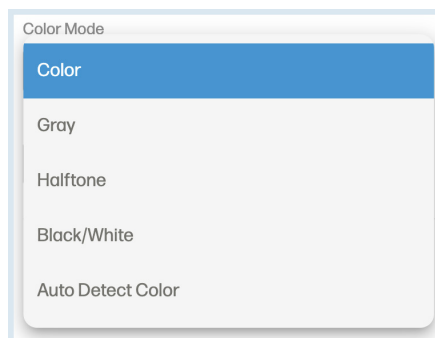 Color Mode
Color
Gray
Halftone
Black/White
Auto Detect Color